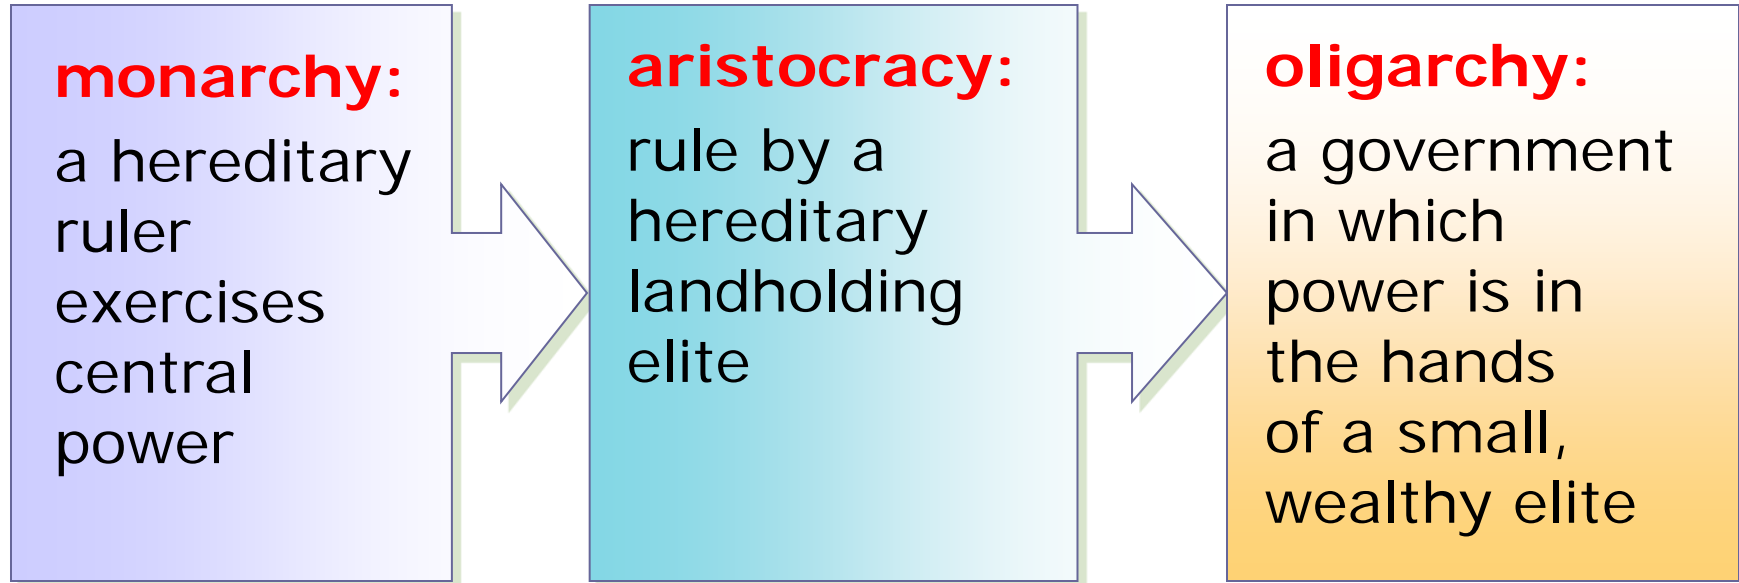 monarchy:
a hereditary
ruler
exercises
central
power
aristocracy:
rule by a
hereditary
landholding
elite
oligarchy:
a government
in which
power is in
the hands
of a small,
wealthy elite